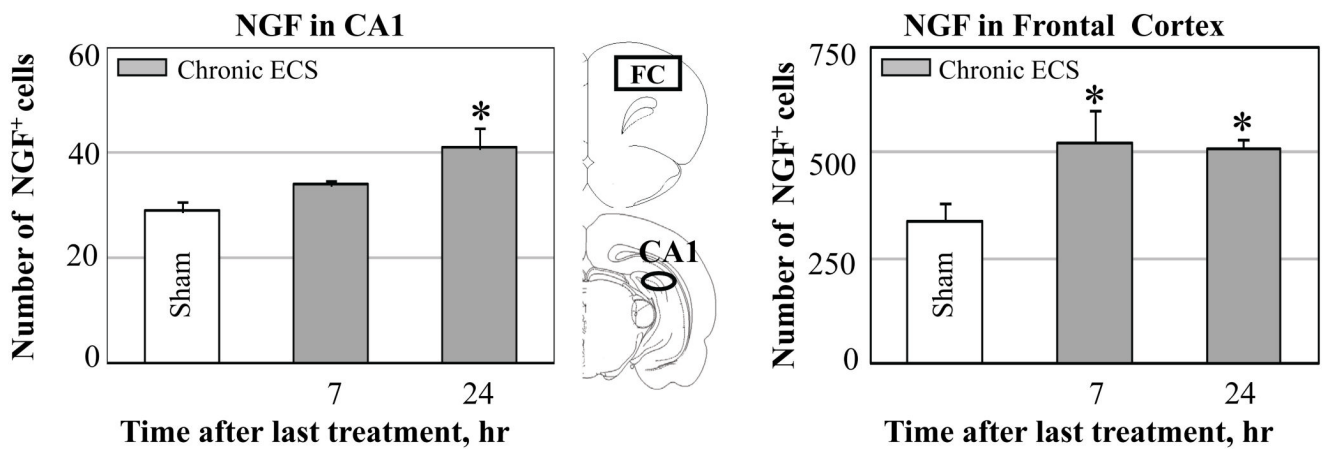 NGF in CA1
Number of NGF+ cells
60
40
20
0
Chronic ECS
*
Sham
7
24
Time after last treatment, hr
FC
CA1
NGF in Frontal Cortex
Number of NGF+ cells
750
500
250
0
Chronic ECS
*
*
Sham
7
24
Time after last treatment, hr